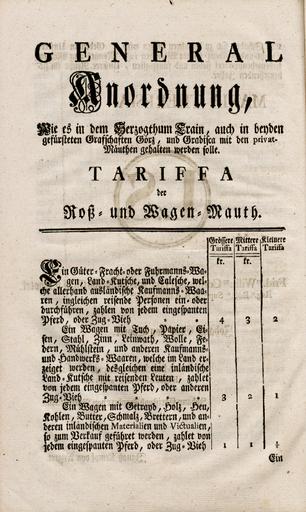 GENERAL
Anordnung,
Wie es in dem Herzogthum Crain, auch in beyden
gefürsteten Grafschaften Görz, und Gradisca mit den privat-
Mäuthen gehalten werden solle.
TARIFFA
der
Roß- und Wagen-Mauth.
Grössere Tariffa | Mittere Tariffa | Kleinere Tariffa
kr. | kr.
Ein Güter-Fracht- oder Fuhrmanns-Wa-
gen, Land-Kutsche, und Calesche, wel-
che allerhand ausländische Kaufmanns-Waa-
ren, ingleichen reisende Personen ein- oder
durchführen, zahlen von jedem eingespanten
Pferd, oder Zug-Vieh 4 3 2
Ein Wagen mit Tuch, Papier, Ei-
sen, Stahl, Zinn, Leinwath, Wolle, Fe-
dern, Mühlstein, und anderen Kaufmanns-
und Handwercks-Waaren, welche im Land er-
zeiget werden, desgleichen eine inländische
Land-Kutsche mit reisenden Leuten, zahlet
von jedem eingespanten Pferd, oder anderen
Zug-Vieh 3 2 1
Ein Wagen mit Getrayd, Holz, Heu,
Kohlen, Butter, Schmalz, Brettern, und an-
deren inländischen Materialien und Victualien,
so zum Verkauf geführet werden, zahlet von
jedem eingespanten Pferd, oder Zug-Vieh 1 1
Ein